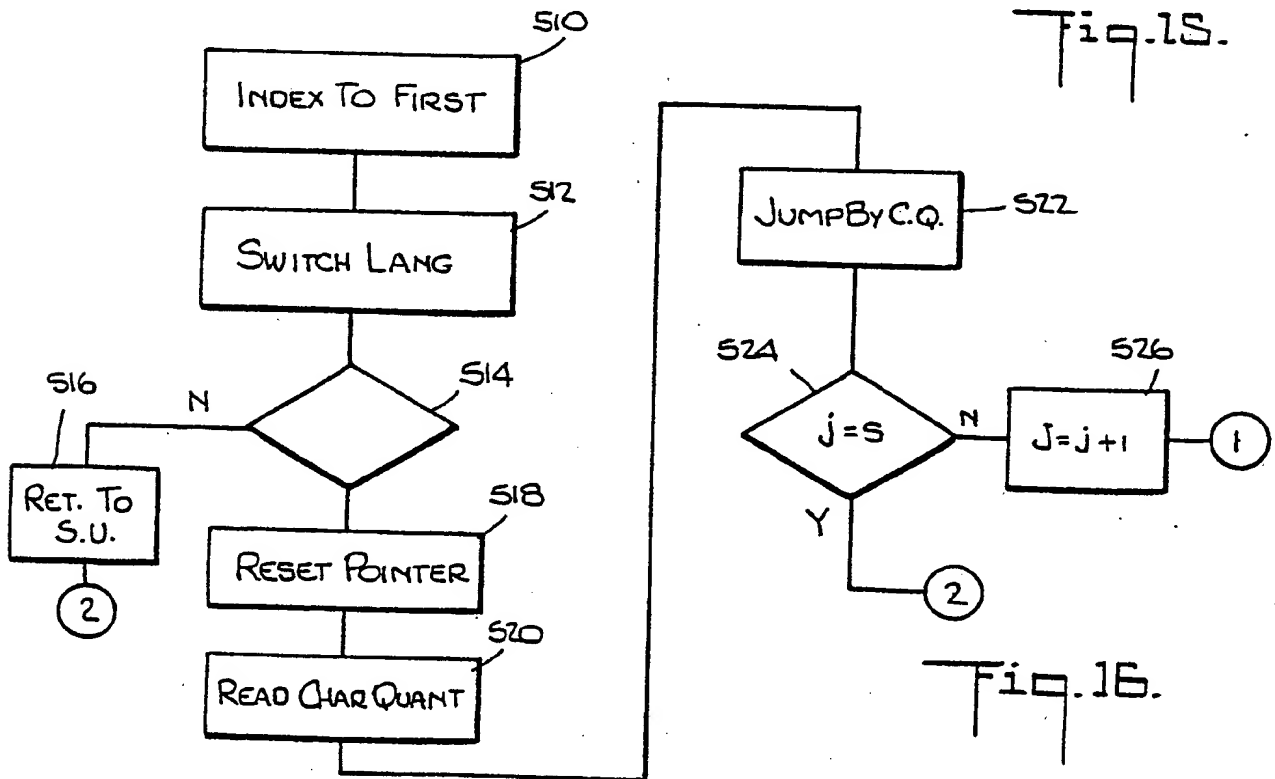 Fig.15.
510
INDEX TO FIRST
512
SWITCH LANG
514
N
516
RET. TO
S.U.
2
518
RESET POINTER
520
READ CHAR QUANT
JUMP BY C.Q.
522
524
j=s
N
526
J=j+1
1
Y
2
Fig.16.